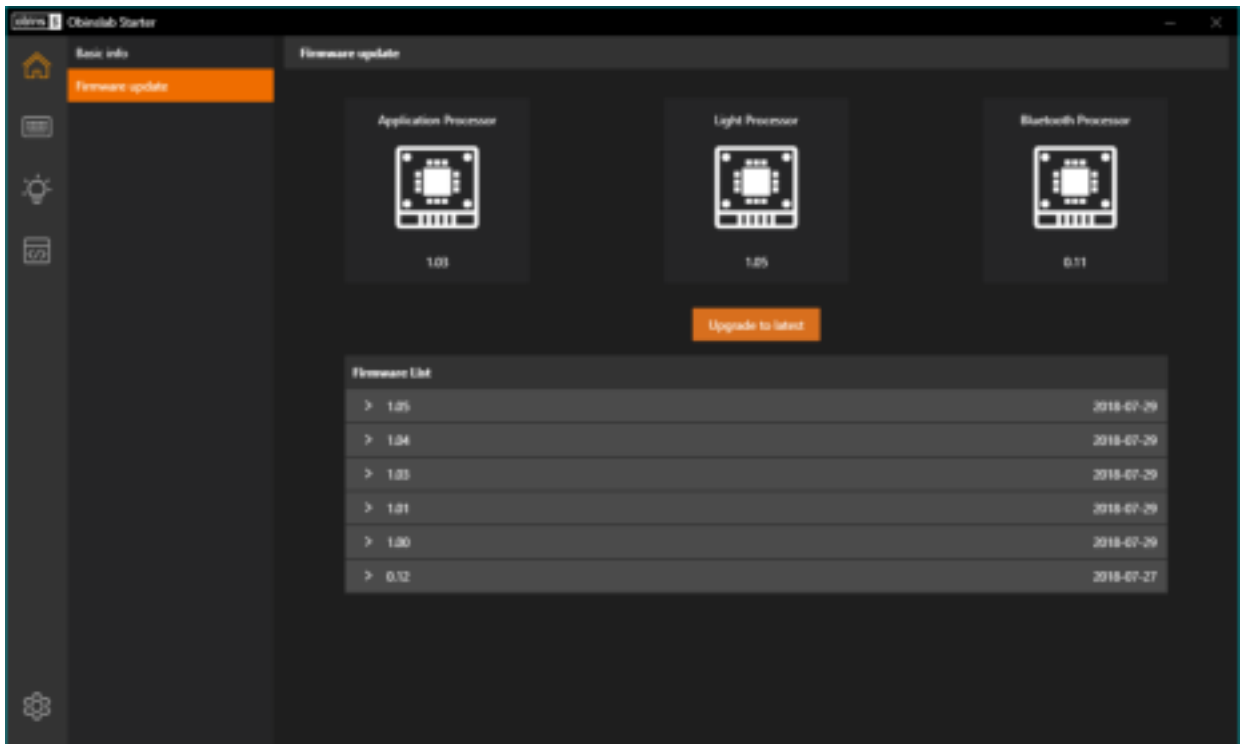 obins Obinslab Starter
Basic info
Firmware update
Firmware update
Application Processor
Light Processor
Bluetooth Processor
1.03
1.05
0.11
Upgrade to latest
Firmware List
1.05 2018-07-29
1.04 2018-07-29
1.03 2018-07-29
1.01 2018-07-29
1.00 2018-07-29
0.12 2018-07-27